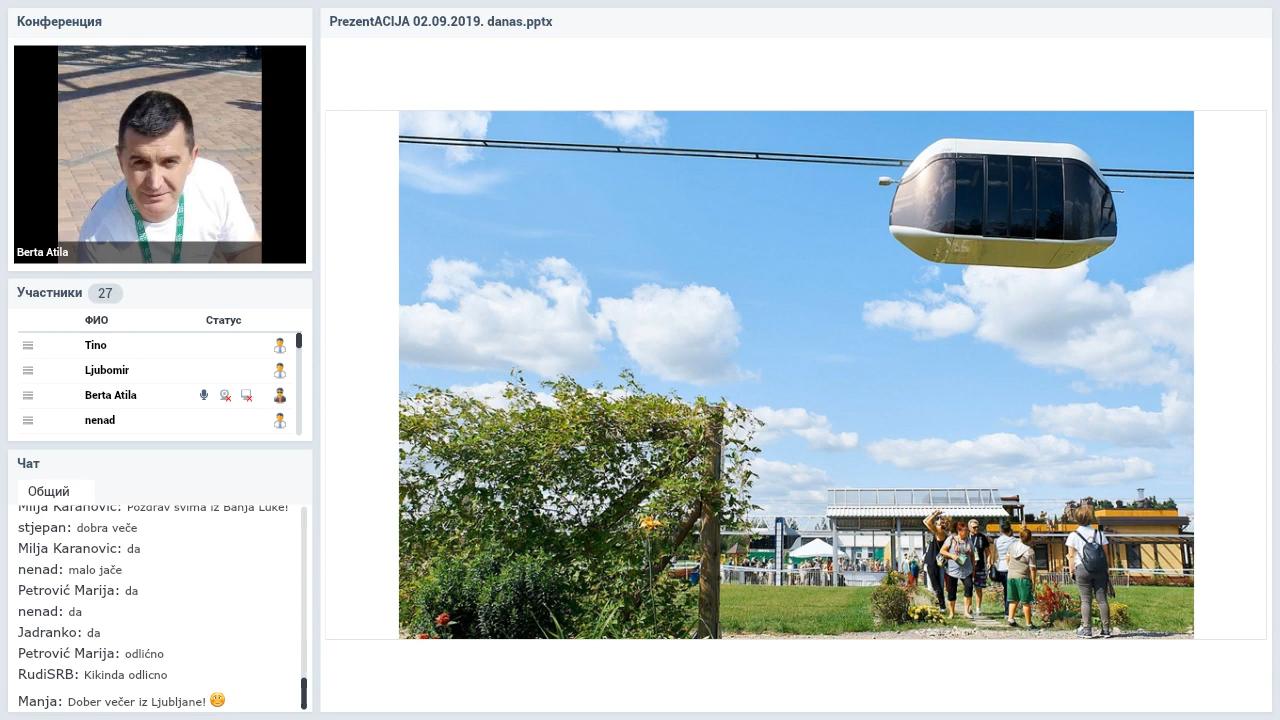 Конференция
Berta Atila
Участники 27
ФИО Статус
Tino
Ljubomir
Berta Atila
nenad
Чат
Общий
Milja Karanovic: Pozdrav svima iz Banja Luke!
stjepan: dobra veče
Milja Karanovic: da
nenad: malo jače
Petrović Marija: da
nenad: da
Jadranko: da
Petrović Marija: odlićno
RudiSRB: Kikinda odlicno
Manja: Dober večer iz Ljubljane!
PrezentACIJA 02.09.2019. danas.pptx